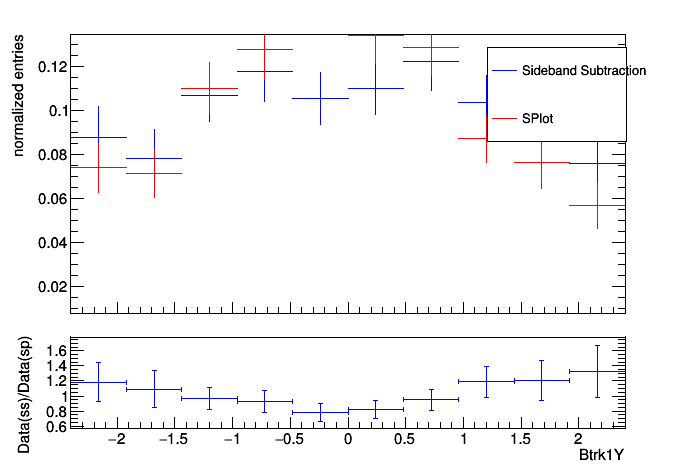 normalized entries
0.12
0.1
0.08
0.06
0.04
0.02
Sideband Subtraction
SPlot
Data(ss)/Data(sp)
1.6
1.4
1.2
1
0.8
0.6
−2 −1.5 −1 −0.5 0 0.5 1 1.5 2
Btrk1Y